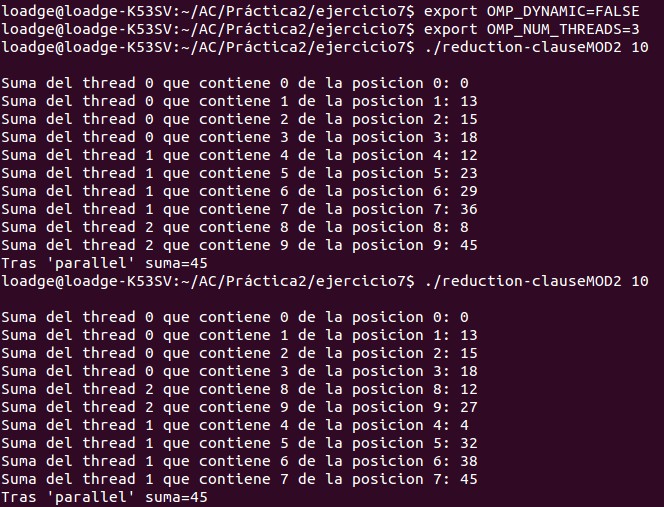 loadge@loadge-K53SV:~/AC/Práctica2/ejercicio7$ export OMP_DYNAMIC=FALSE
loadge@loadge-K53SV:~/AC/Práctica2/ejercicio7$ export OMP_NUM_THREADS=3
loadge@loadge-K53SV:~/AC/Práctica2/ejercicio7$ ./reduction-clauseMOD2 10
Suma del thread 0 que contiene 0 de la posicion 0: 0
Suma del thread 0 que contiene 1 de la posicion 1: 13
Suma del thread 0 que contiene 2 de la posicion 2: 15
Suma del thread 0 que contiene 3 de la posicion 3: 18
Suma del thread 1 que contiene 4 de la posicion 4: 12
Suma del thread 1 que contiene 5 de la posicion 5: 23
Suma del thread 1 que contiene 6 de la posicion 6: 29
Suma del thread 1 que contiene 7 de la posicion 7: 36
Suma del thread 2 que contiene 8 de la posicion 8: 8
Suma del thread 2 que contiene 9 de la posicion 9: 45
Tras 'parallel' suma=45
loadge@loadge-K53SV:~/AC/Práctica2/ejercicio7$ ./reduction-clauseMOD2 10
Suma del thread 0 que contiene 0 de la posicion 0: 0
Suma del thread 0 que contiene 1 de la posicion 1: 13
Suma del thread 0 que contiene 2 de la posicion 2: 15
Suma del thread 0 que contiene 3 de la posicion 3: 18
Suma del thread 2 que contiene 8 de la posicion 8: 12
Suma del thread 2 que contiene 9 de la posicion 9: 27
Suma del thread 1 que contiene 4 de la posicion 4: 4
Suma del thread 1 que contiene 5 de la posicion 5: 32
Suma del thread 1 que contiene 6 de la posicion 6: 38
Suma del thread 1 que contiene 7 de la posicion 7: 45
Tras 'parallel' suma=45